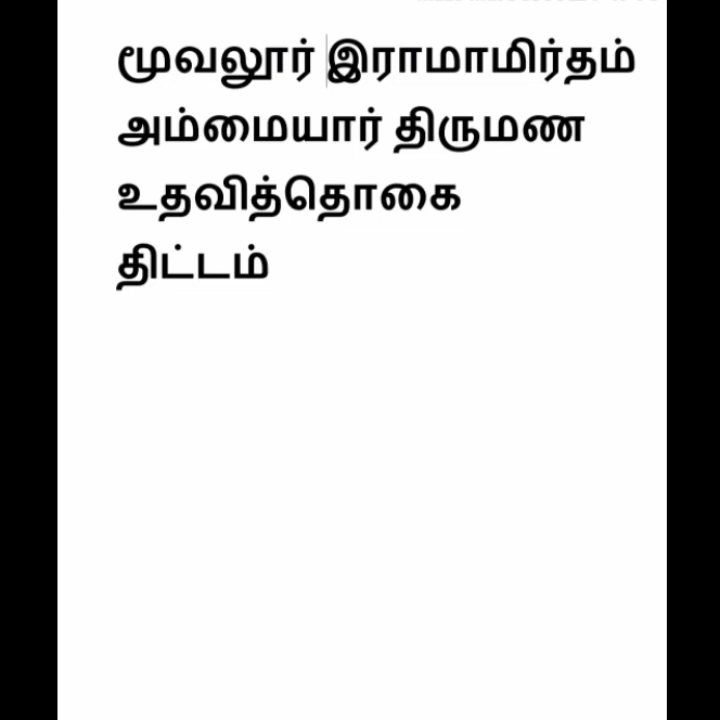 மூவலூர் இராமாமிர்தம்
அம்மையார் திருமண
உதவித்தொகை
திட்டம்